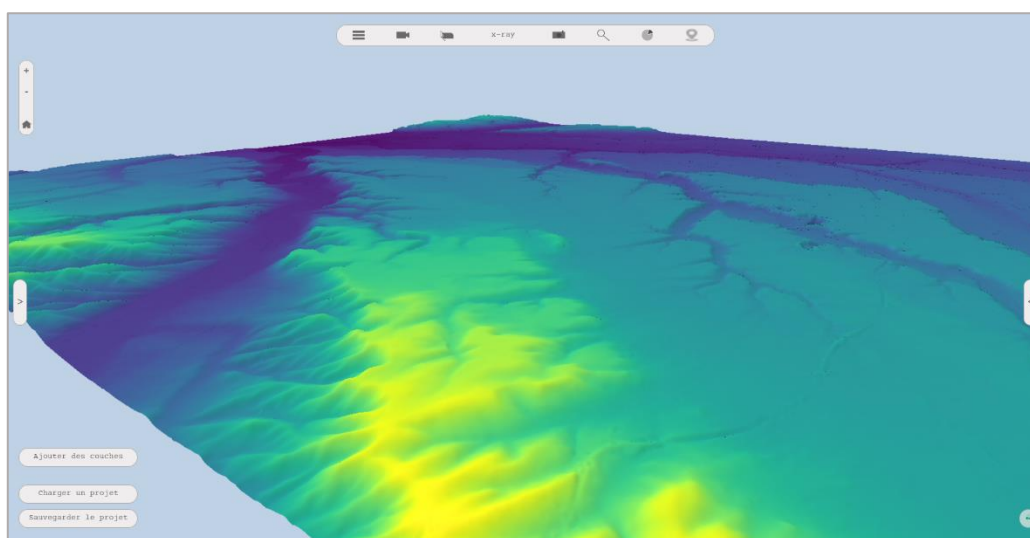 x-ray
+
-
>
Ajouter des couches
Charger un projet
Sauvegarder le projet